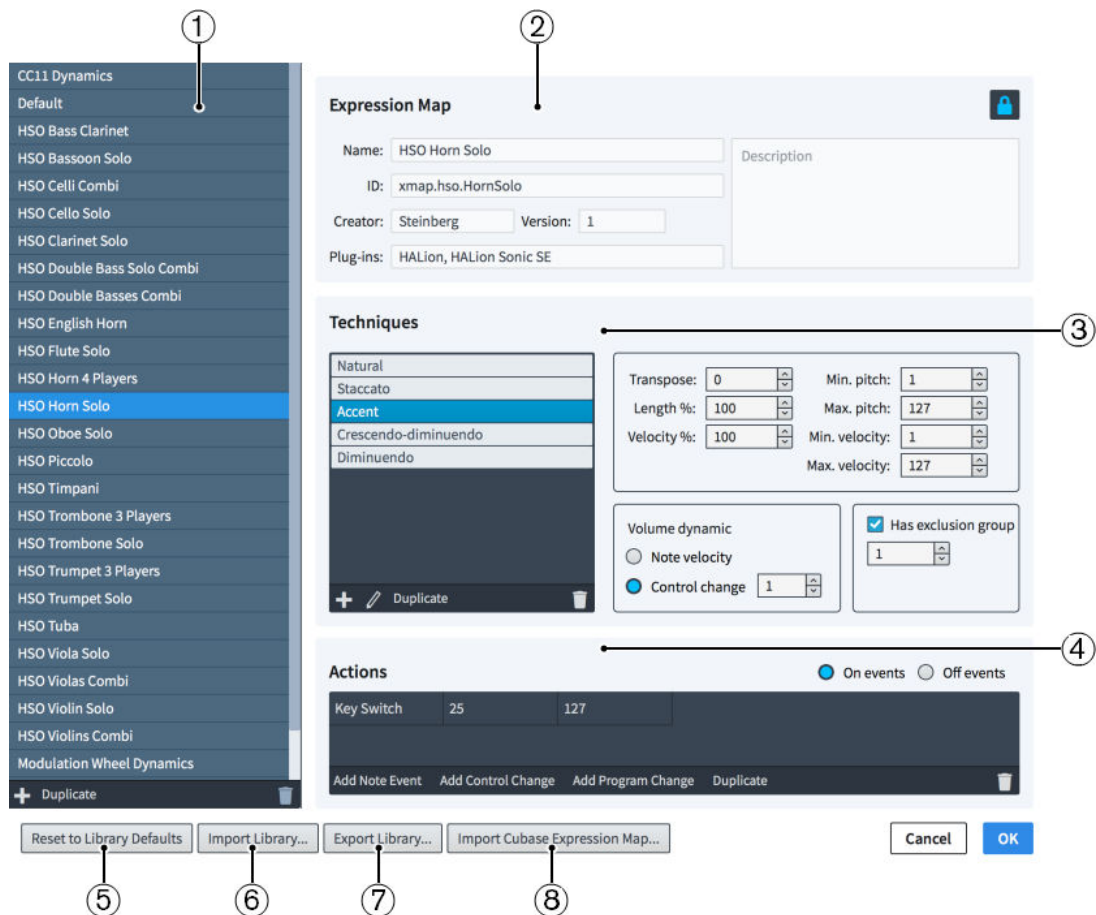 ①
②
CC11 Dynamics
Default
HSO Bass Clarinet
HSO Bassoon Solo
HSO Celli Combi
HSO Cello Solo
HSO Clarinet Solo
HSO Double Bass Solo Combi
HSO Double Basses Combi
HSO English Horn
HSO Flute Solo
HSO Horn 4 Players
HSO Horn Solo
HSO Oboe Solo
HSO Piccolo
HSO Timpani
HSO Trombone 3 Players
HSO Trombone Solo
HSO Trumpet 3 Players
HSO Trumpet Solo
HSO Tuba
HSO Viola Solo
HSO Violas Combi
HSO Violin Solo
HSO Violins Combi
Modulation Wheel Dynamics
Duplicate
Expression Map
Name: HSO Horn Solo
ID: xmap.hso.HornSolo
Creator: Steinberg Version: 1
Plug-ins: HALion, HALion Sonic SE
Description
Techniques
③
Natural
Staccato
Accent
Crescendo-diminuendo
Diminuendo
Duplicate
Transpose: 0 Min. pitch: 1
Length %: 100 Max. pitch: 127
Velocity %: 100 Min. velocity: 1
Max. velocity: 127
Volume dynamic
Note velocity
Control change 1
Has exclusion group
1
④
Actions On events Off events
Key Switch 25 127
Add Note Event Add Control Change Add Program Change Duplicate
Reset to Library Defaults Import Library... Export Library... Import Cubase Expression Map... Cancel OK
⑤ ⑥ ⑦ ⑧